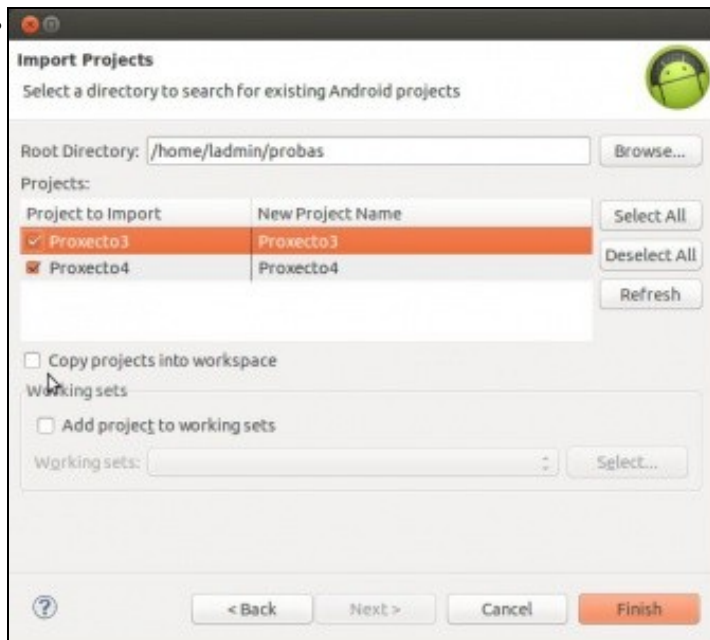 Import Projects
Select a directory to search for existing Android projects
Root Directory: /home/ladmin/probas Browse...
Projects:
Project to Import New Project Name Select All
Proxecto3 Proxecto3
Deselect All
Proxecto4 Proxecto4
Refresh
Copy projects into workspace
Working sets
Add project to working sets
Working sets: Select...
? < Back Next > Cancel Finish